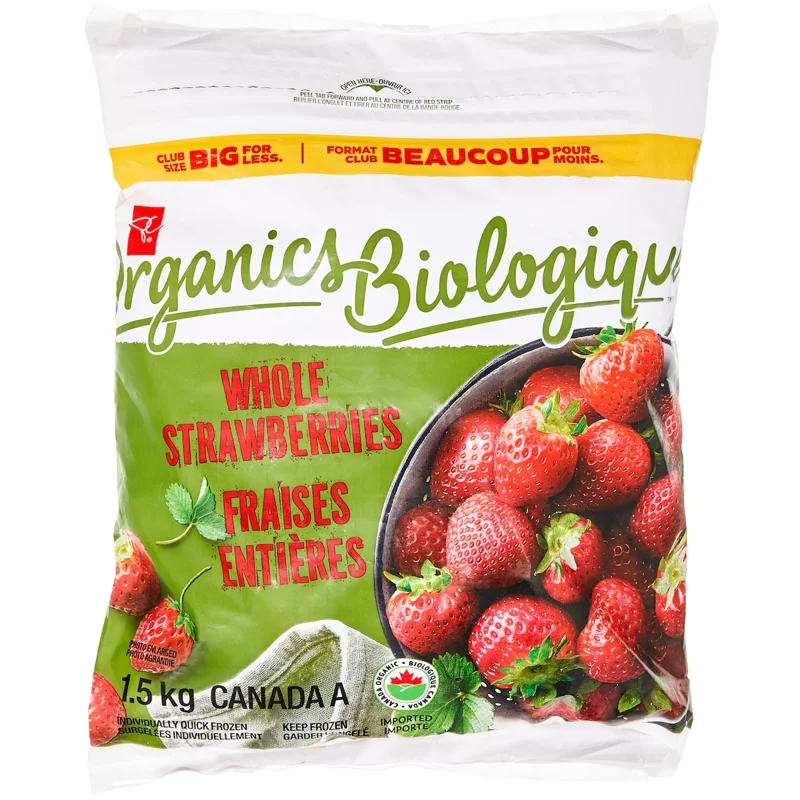 OPEN HERE • OUVRIR ICI
PEEL TAB FORWARD AND PULL AT CENTRE OF RED STRIP
REPLIER L'ONGLET ET TIRER AU CENTRE DE LA BANDE ROUGE
CLUB SIZE BIG FOR LESS. | FORMAT CLUB BEAUCOUP POUR MOINS.
PC®
Organics Biologique
WHOLE
STRAWBERRIES
FRAISES
ENTIÈRES
PHOTO ENLARGED
PHOTO AGRANDIE
1.5 kg CANADA A
CANADA ORGANIC • BIOLOGIQUE CANADA
INDIVIDUALLY QUICK FROZEN
SURGELÉES INDIVIDUELLEMENT
KEEP FROZEN
GARDER CONGELÉ
IMPORTED
IMPORTÉ